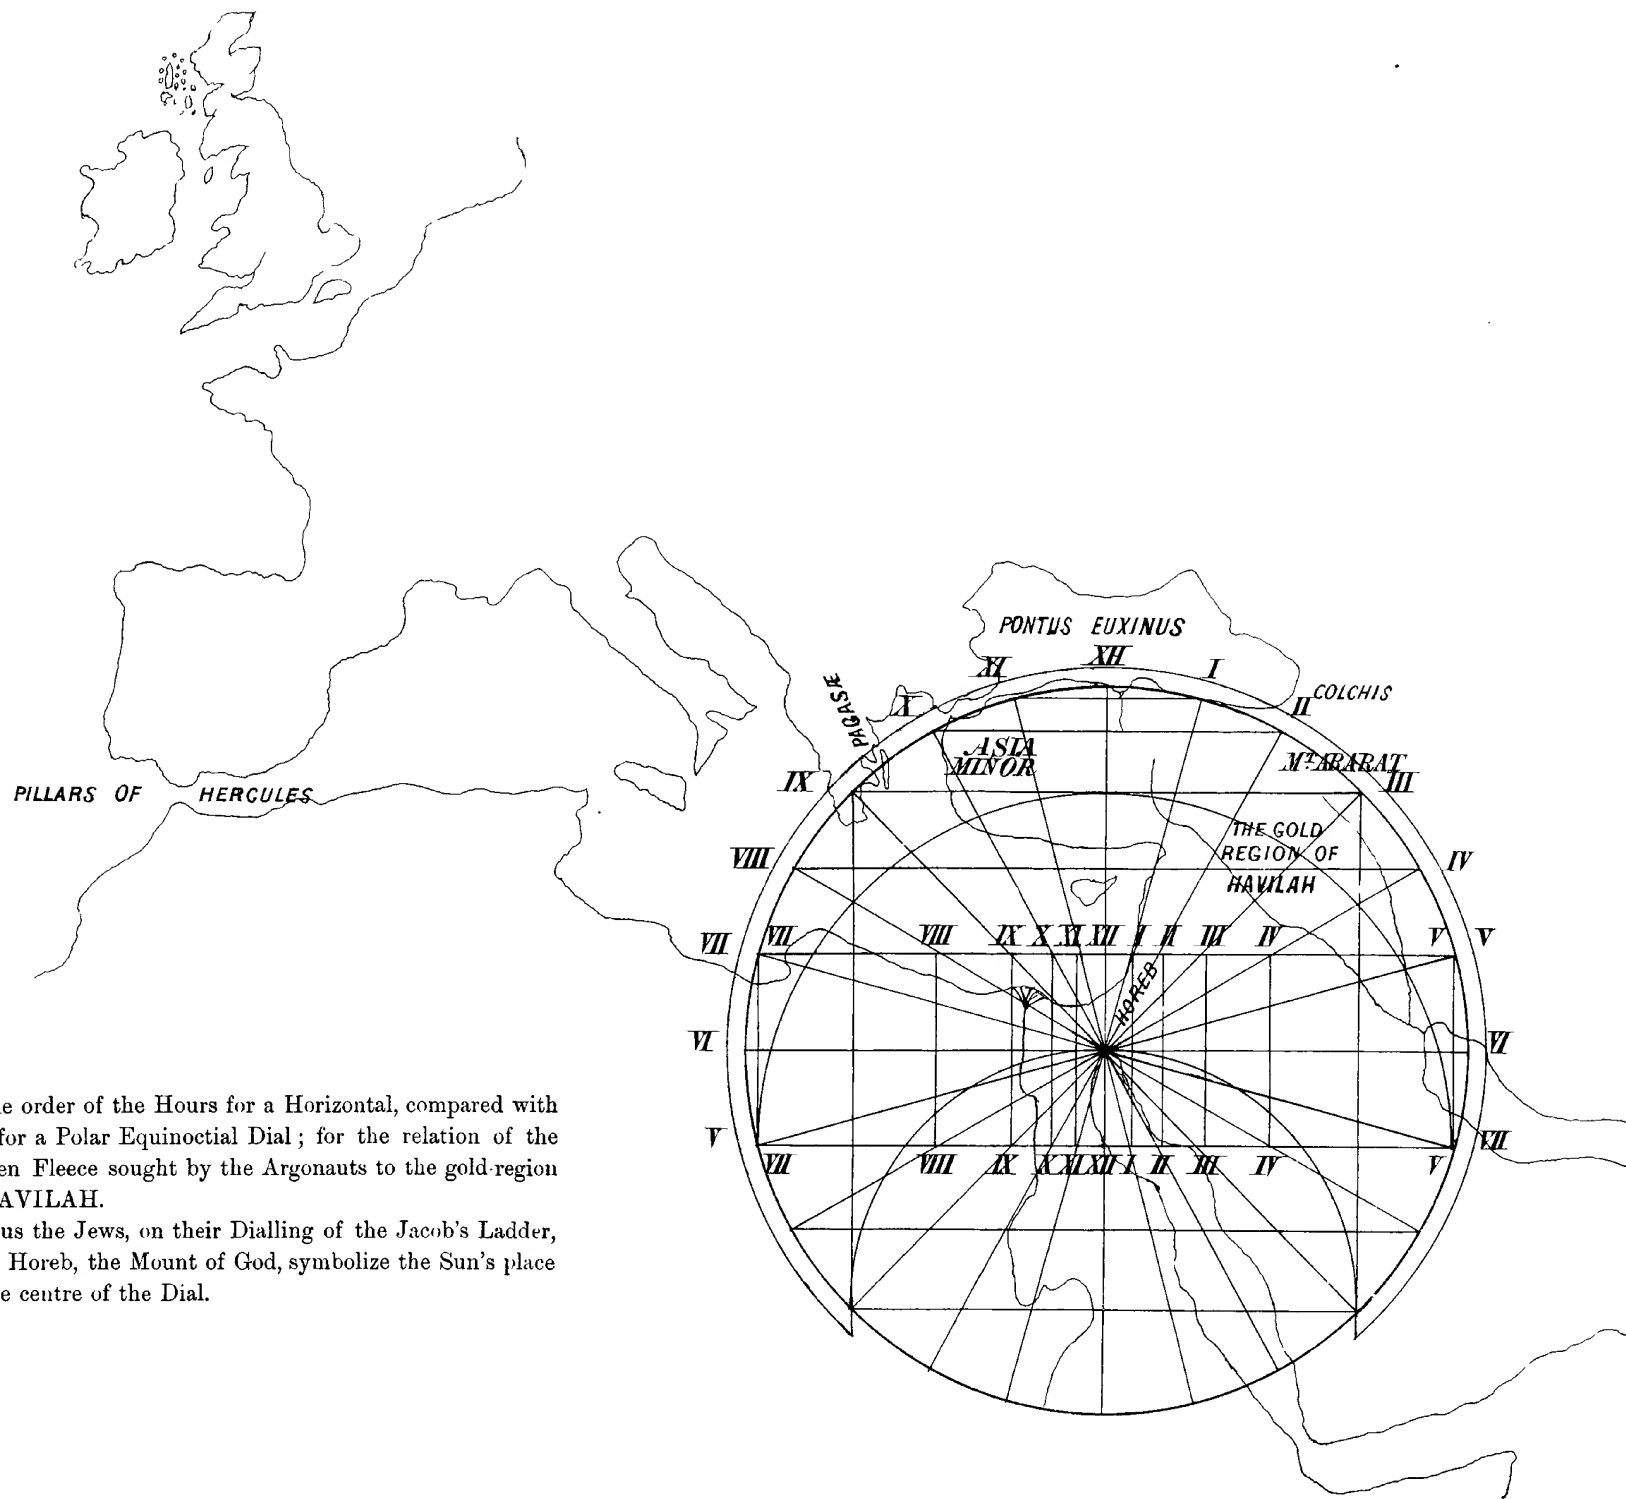 PONTUS EUXINUS
XI
XII
I
II
COLCHIS
PAGASÆ
X
ASIA
MINOR
MT. ARARAT
III
PILLARS OF HERCULES
IX
THE GOLD
REGION OF
HAVILAH
VIII
IV
VII
VII VIII IX X XI XII I II III IV V
V
HOREB
VI
VI
e order of the Hours for a Horizontal, compared with
for a Polar Equinoctial Dial ; for the relation of the
en Fleece sought by the Argonauts to the gold-region
AVILAH.
us the Jews, on their Dialling of the Jacob's Ladder,
Horeb, the Mount of God, symbolize the Sun's place
e centre of the Dial.
V
VII
VII VIII IX X XI XII I II III IV V